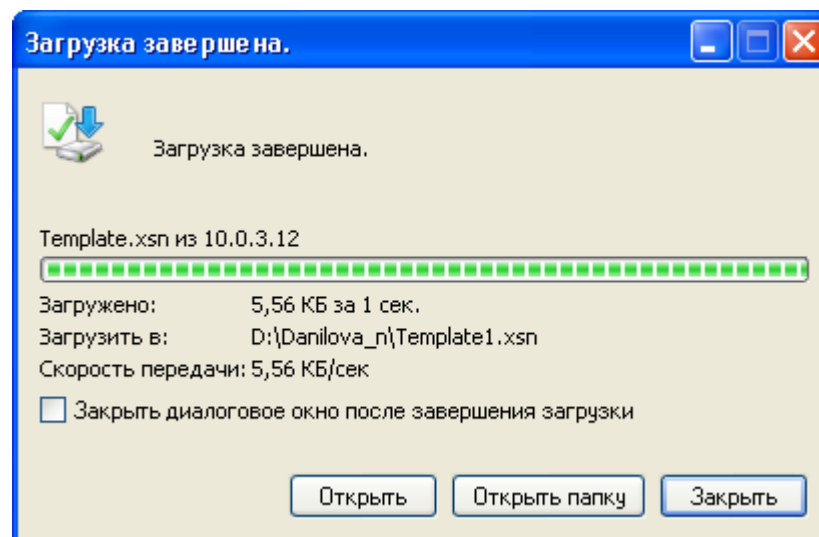 Загрузка завершена.
Загрузка завершена.
Template.xsn из 10.0.3.12
Загружено: 5,56 КБ за 1 сек.
Загрузить в: D:\Danilova_n\Template1.xsn
Скорость передачи: 5,56 КБ/сек
Закрыть диалоговое окно после завершения загрузки
Открыть Открыть папку Закрыть